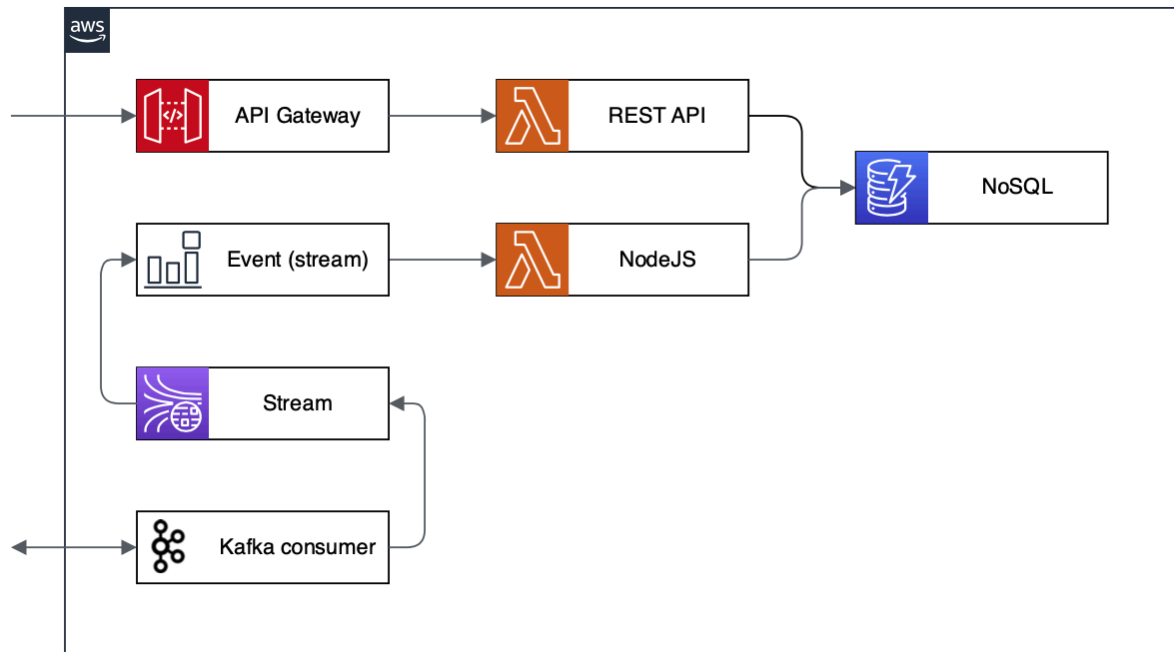 aws
API Gateway
</>
REST API
NoSQL
Event (stream)
NodeJS
Stream
Kafka consumer